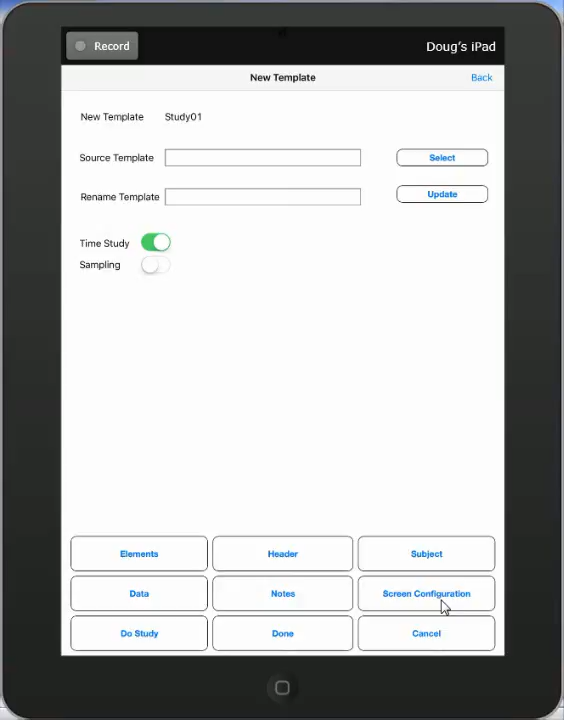 Record
Doug's iPad
New Template
Back
New Template Study01
Source Template
Select
Rename Template
Update
Time Study
Sampling
Elements
Header
Subject
Data
Notes
Screen Configuration
Do Study
Done
Cancel